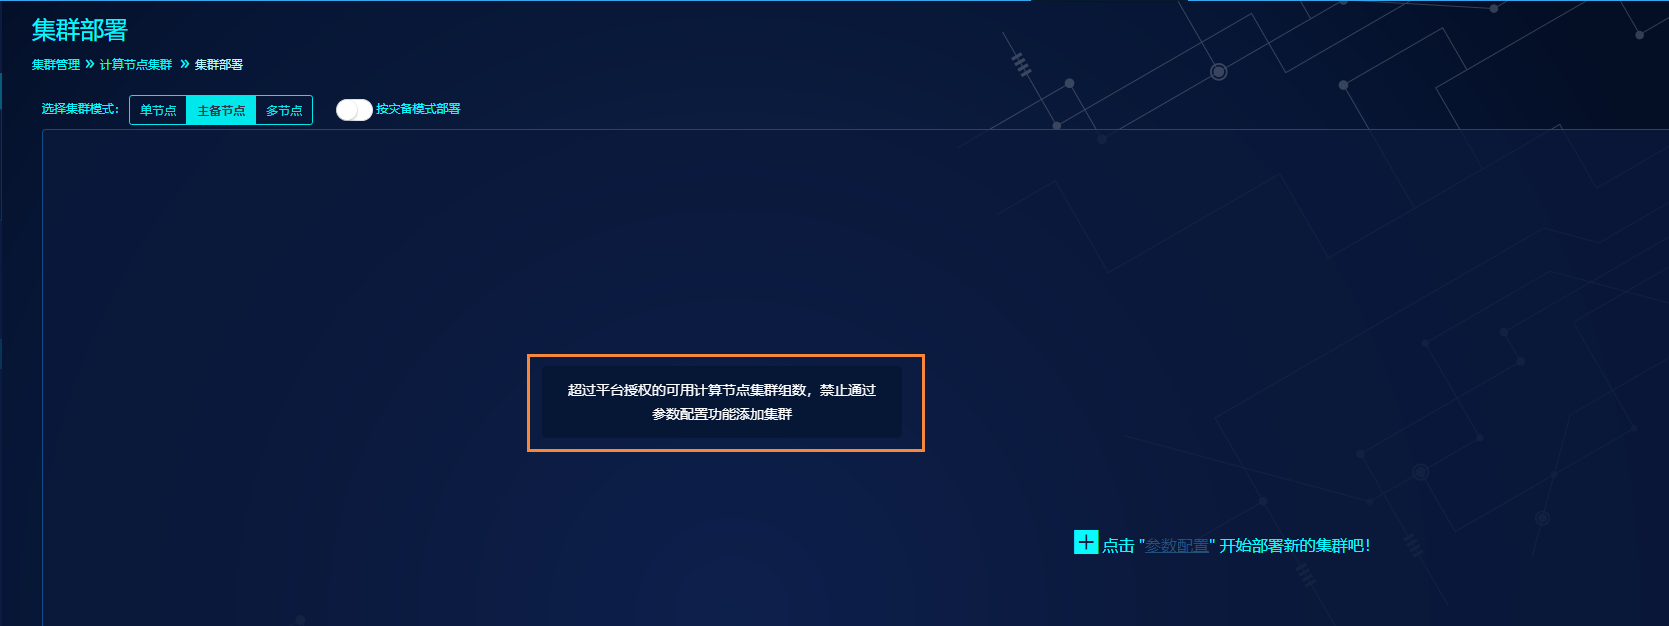 集群部署
集群管理 » 计算节点集群 » 集群部署
选择集群模式： 单节点 主备节点 多节点 按灾备模式部署
超过平台授权的可用计算节点集群组数，禁止通过
参数配置功能添加集群
点击 "参数配置" 开始部署新的集群吧！